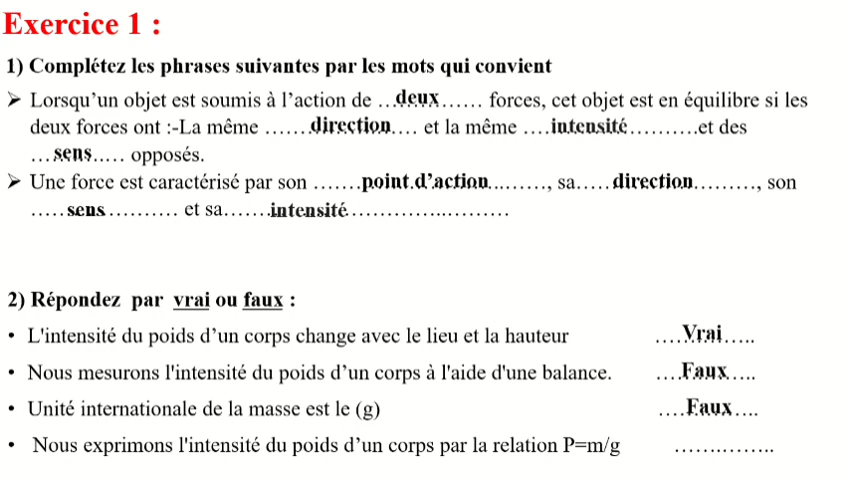 Exercice 1 :
1) Complétez les phrases suivantes par les mots qui convient
➤ Lorsqu'un objet est soumis à l'action de …deux…… forces, cet objet est en équilibre si les
deux forces ont :-La même …….direction…. et la même ….intensité……….et des
…sens….. opposés.
➤ Une force est caractérisé par son …….point d'action………, sa…..direction………, son
…..sens………. et sa…….intensité…………………….
2) Répondez par vrai ou faux :
• L'intensité du poids d'un corps change avec le lieu et la hauteur ….Vrai…..
• Nous mesurons l'intensité du poids d'un corps à l'aide d'une balance. ….Faux….
• Unité internationale de la masse est le (g) ….Faux….
• Nous exprimons l'intensité du poids d'un corps par la relation P=m/g ……………